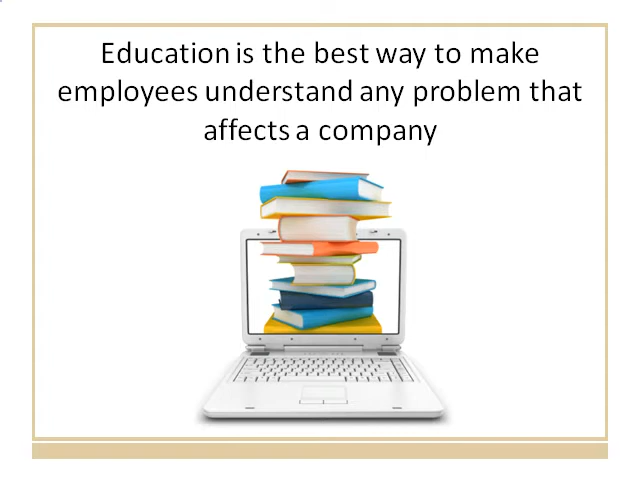 Education is the best way to make
employees understand any problem that
affects a company